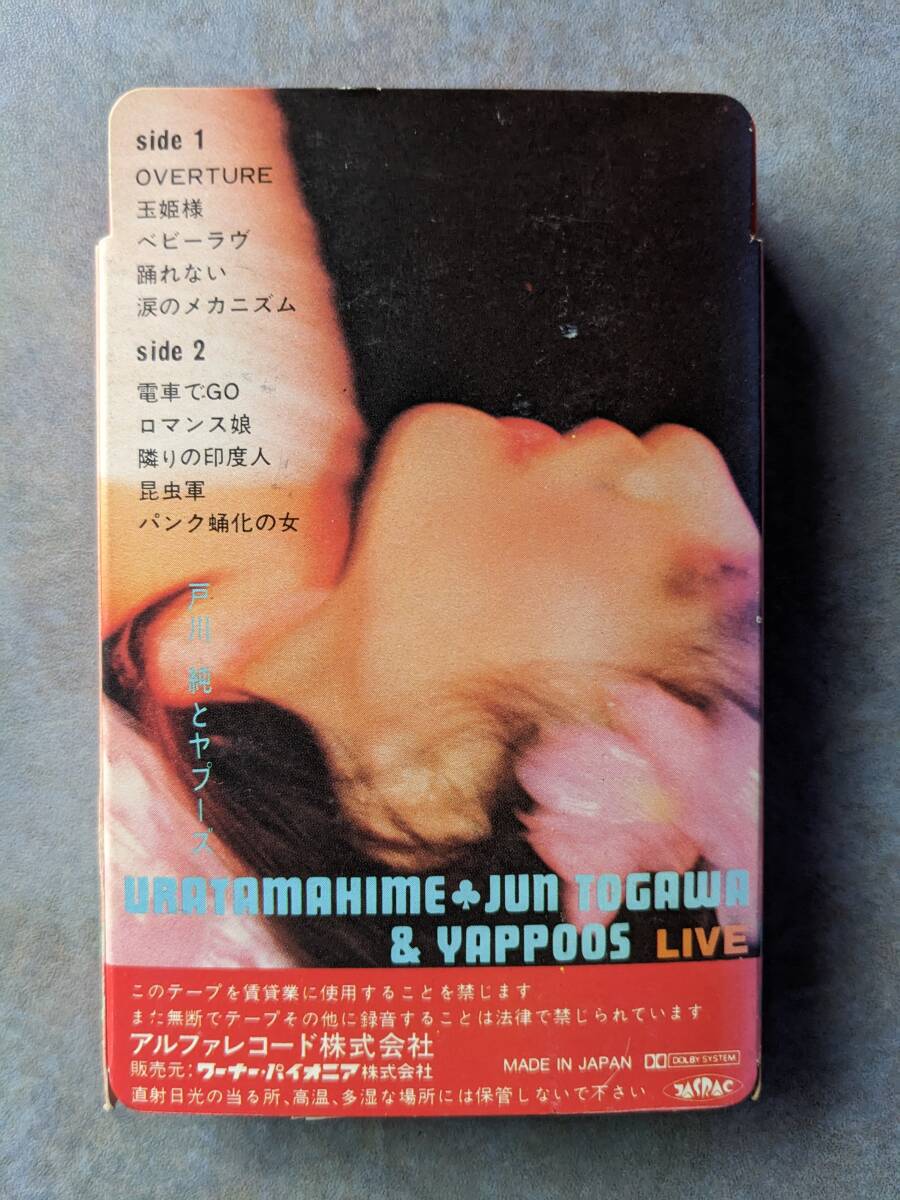 side 1
OVERTURE
玉姫様
ベビーラヴ
踊れない
涙のメカニズム
side 2
電車でGO
ロマンス娘
隣りの印度人
昆虫軍
パンク蛹化の女
戸川 純とヤプーズ
URATAMAHIME♣JUN TOGAWA
& YAPPOOS LIVE
このテープを賃貸業に使用することを禁じます
また無断でテープその他に録音することは法律で禁じられています
アルファレコード株式会社
販売元:ワーナー・パイオニア株式会社
MADE IN JAPAN DOLBY SYSTEM
直射日光の当る所、高温、多湿な場所には保管しないで下さい
JASRAC